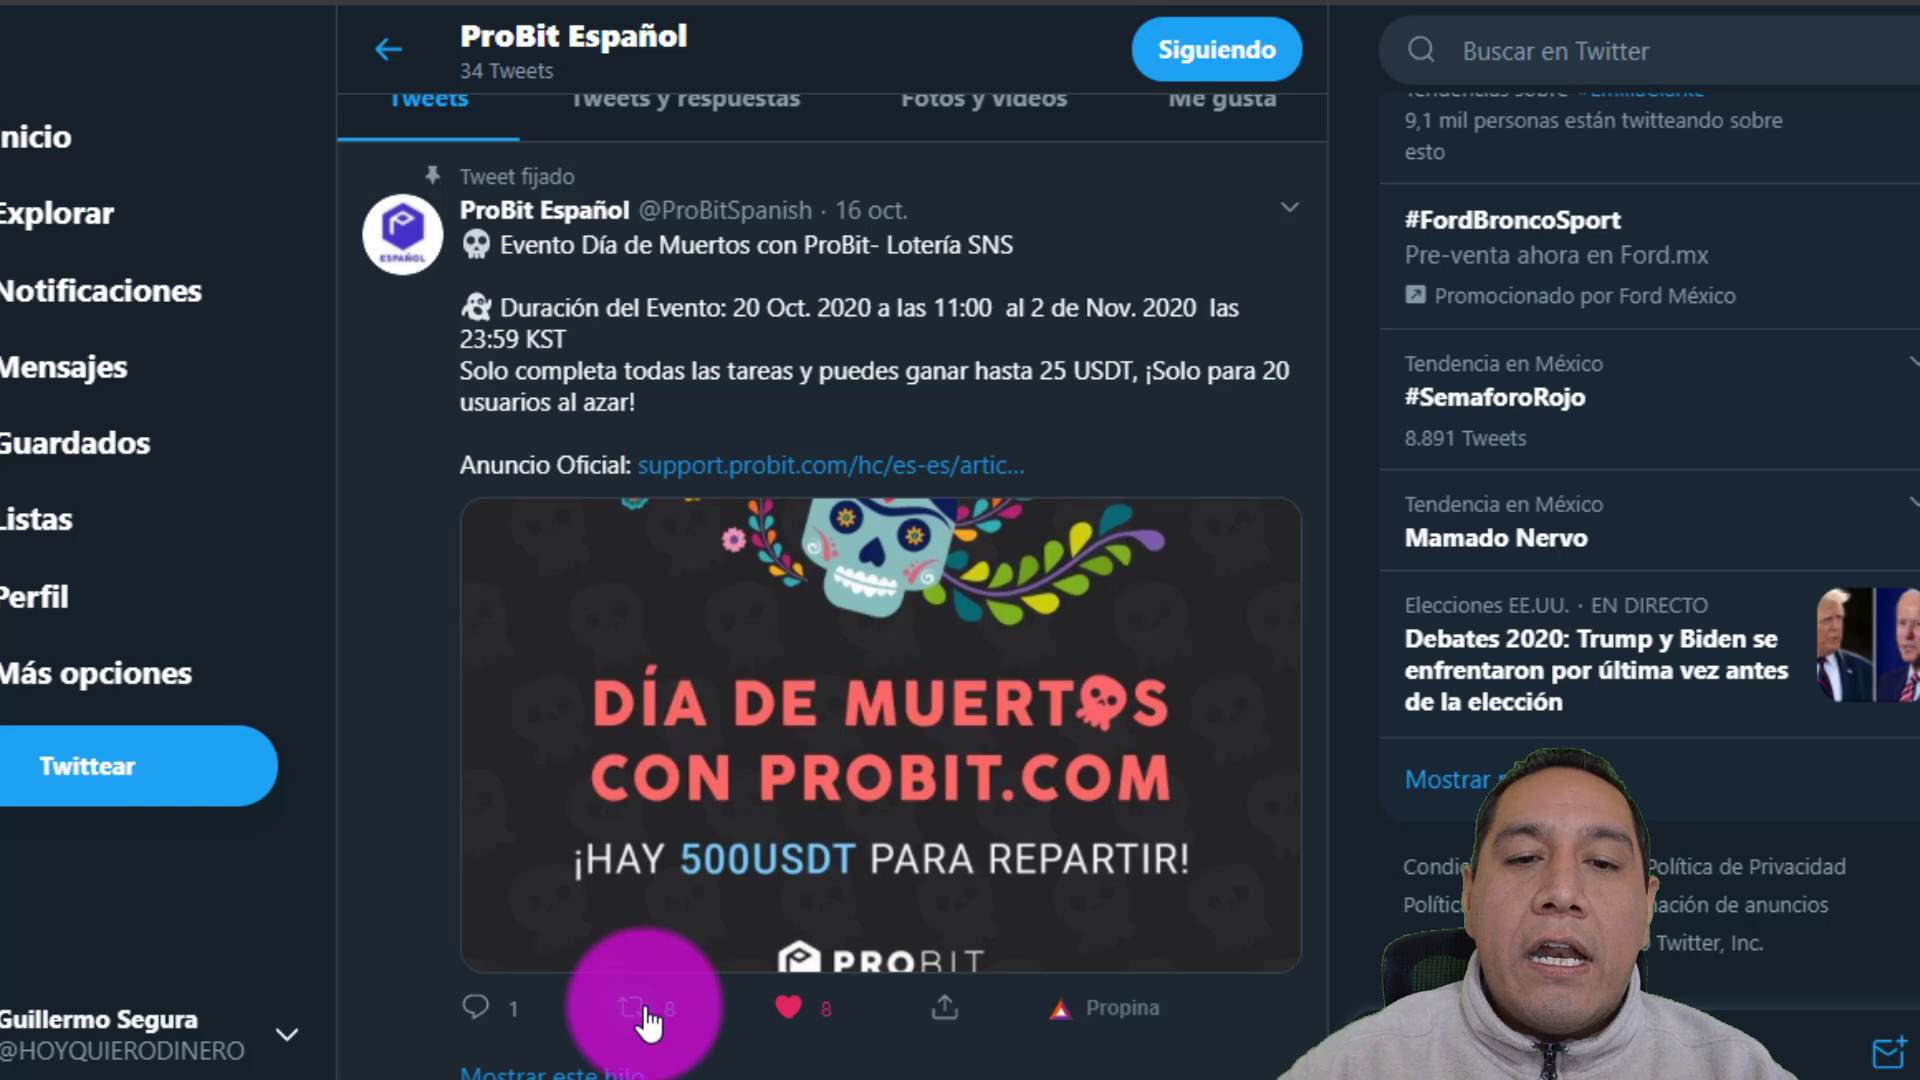 ProBit Español
34 Tweets
Siguiendo
Buscar en Twitter
Tweets
Tweets y respuestas
Fotos y videos
Me gusta
nicio
Explorar
Notificaciones
Mensajes
Guardados
Listas
Perfil
Más opciones
Twittear
Guillermo Segura
@HOYQUIERODINERO
Tweet fijado
ProBit Español @ProBitSpanish · 16 oct.
Evento Día de Muertos con ProBit- Lotería SNS
Duración del Evento: 20 Oct. 2020 a las 11:00 al 2 de Nov. 2020 las
23:59 KST
Solo completa todas las tareas y puedes ganar hasta 25 USDT, ¡Solo para 20
usuarios al azar!
Anuncio Oficial: support.probit.com/hc/es-es/artic...
ESPAÑOL
DÍA DE MUERTOS
CON PROBIT.COM
¡HAY 500USDT PARA REPARTIR!
PROBIT
1
8
8
Propina
Mostrar este hilo
9,1 mil personas están twitteando sobre
esto
#FordBroncoSport
Pre-venta ahora en Ford.mx
Promocionado por Ford México
Tendencia en México
#SemaforoRojo
8.891 Tweets
Tendencia en México
Mamado Nervo
Elecciones EE.UU. · EN DIRECTO
Debates 2020: Trump y Biden se
enfrentaron por última vez antes
de la elección
Mostrar
Condic
Política de Privacidad
Polític
mación de anuncios
Twitter, Inc.